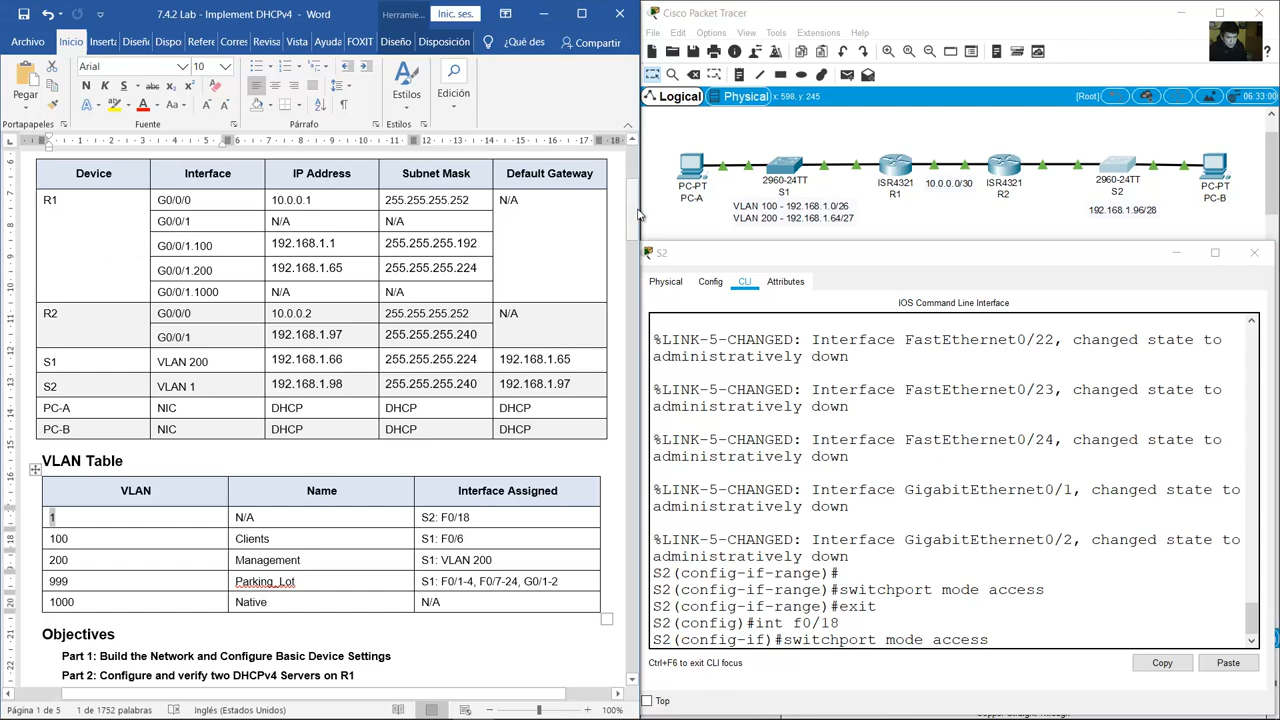 7.4.2 Lab - Implement DHCPv4 - Word
Herramie...
Inic. ses.
Archivo
Inicio
Insertar
Dibujar
Diseño
Refer
Corres
Revisa
Vista
Ayuda
FOXIT
Diseño
Disposición
¿Qué des
Compartir
Pegar
Arial
10
N K S abc x₂ x²
Estilos
Edición
Portapapeles
Fuente
Párrafo
Estilos
Device Interface IP Address Subnet Mask Default Gateway
R1 G0/0/0 10.0.0.1 255.255.255.252 N/A
G0/0/1 N/A N/A
G0/0/1.100 192.168.1.1 255.255.255.192
G0/0/1.200 192.168.1.65 255.255.255.224
G0/0/1.1000 N/A N/A
R2 G0/0/0 10.0.0.2 255.255.255.252 N/A
G0/0/1 192.168.1.97 255.255.255.240
S1 VLAN 200 192.168.1.66 255.255.255.224 192.168.1.65
S2 VLAN 1 192.168.1.98 255.255.255.240 192.168.1.97
PC-A NIC DHCP DHCP DHCP
PC-B NIC DHCP DHCP DHCP
VLAN Table
VLAN Name Interface Assigned
1 N/A S2: F0/18
100 Clients S1: F0/6
200 Management S1: VLAN 200
999 Parking_Lot S1: F0/1-4, F0/7-24, G0/1-2
1000 Native N/A
Objectives
Part 1: Build the Network and Configure Basic Device Settings
Part 2: Configure and verify two DHCPv4 Servers on R1
Página 1 de 5
1 de 1752 palabras
Inglés (Estados Unidos)
100%
Cisco Packet Tracer
File Edit Options View Tools Extensions Help
Logical
Physical
x: 598, y: 245
[Root]
06:33:00
PC-PT
PC-A
2960-24TT
S1
ISR4321
R1
10.0.0.0/30
ISR4321
R2
2960-24TT
S2
PC-PT
PC-B
VLAN 100 - 192.168.1.0/26
VLAN 200 - 192.168.1.64/27
192.168.1.96/28
S2
Physical Config CLI Attributes
IOS Command Line Interface
%LINK-5-CHANGED: Interface FastEthernet0/22, changed state to
administratively down
%LINK-5-CHANGED: Interface FastEthernet0/23, changed state to
administratively down
%LINK-5-CHANGED: Interface FastEthernet0/24, changed state to
administratively down
%LINK-5-CHANGED: Interface GigabitEthernet0/1, changed state to
administratively down
%LINK-5-CHANGED: Interface GigabitEthernet0/2, changed state to
administratively down
S2(config-if-range)#
S2(config-if-range)#switchport mode access
S2(config-if-range)#exit
S2(config)#int f0/18
S2(config-if)#switchport mode access
Ctrl+F6 to exit CLI focus
Copy
Paste
Top